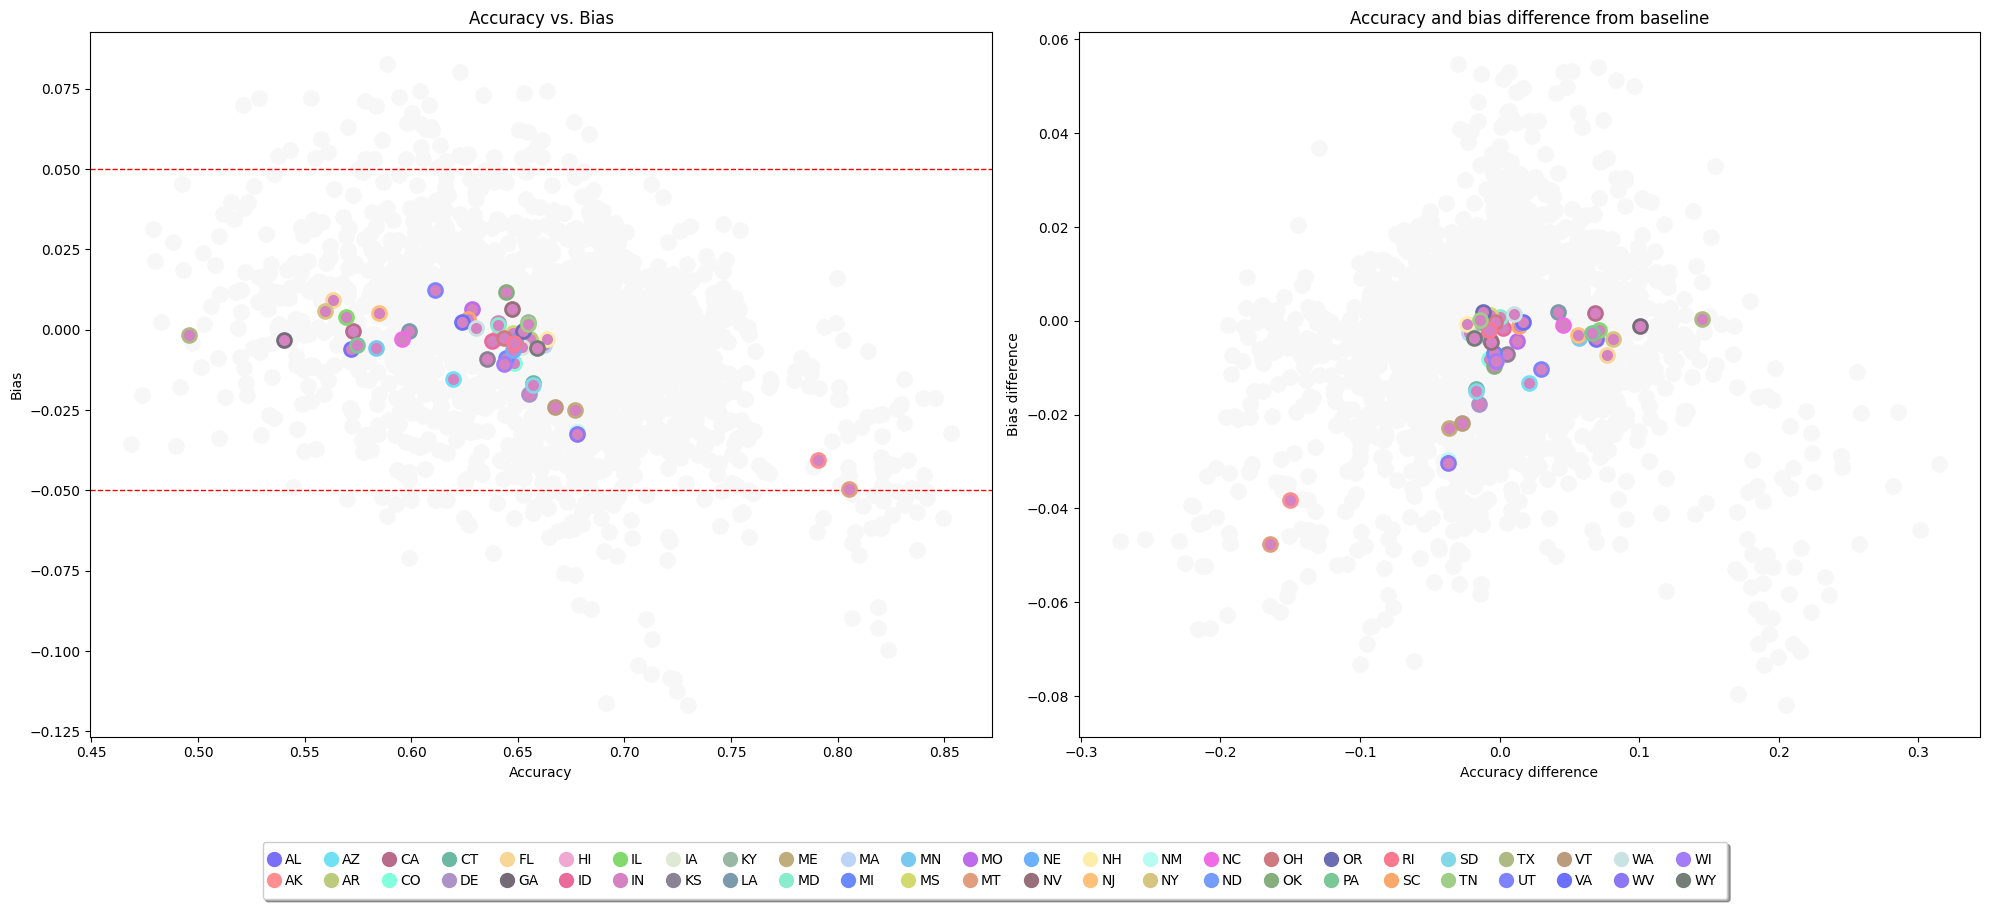 Accuracy vs. Bias
0.075
0.050
0.025
0.000
−0.025
−0.050
−0.075
−0.100
−0.125
Bias
0.45 0.50 0.55 0.60 0.65 0.70 0.75 0.80 0.85
Accuracy
Accuracy and bias difference from baseline
0.06
0.04
0.02
0.00
−0.02
−0.04
−0.06
−0.08
Bias difference
−0.3 −0.2 −0.1 0.0 0.1 0.2 0.3
Accuracy difference
AL AZ CA CT FL HI IL IA KY ME MA MN MO NE NH NM NC OH OR RI SD TX VT WA WI
AK AR CO DE GA ID IN KS LA MD MI MS MT NV NJ NY ND OK PA SC TN UT VA WV WY